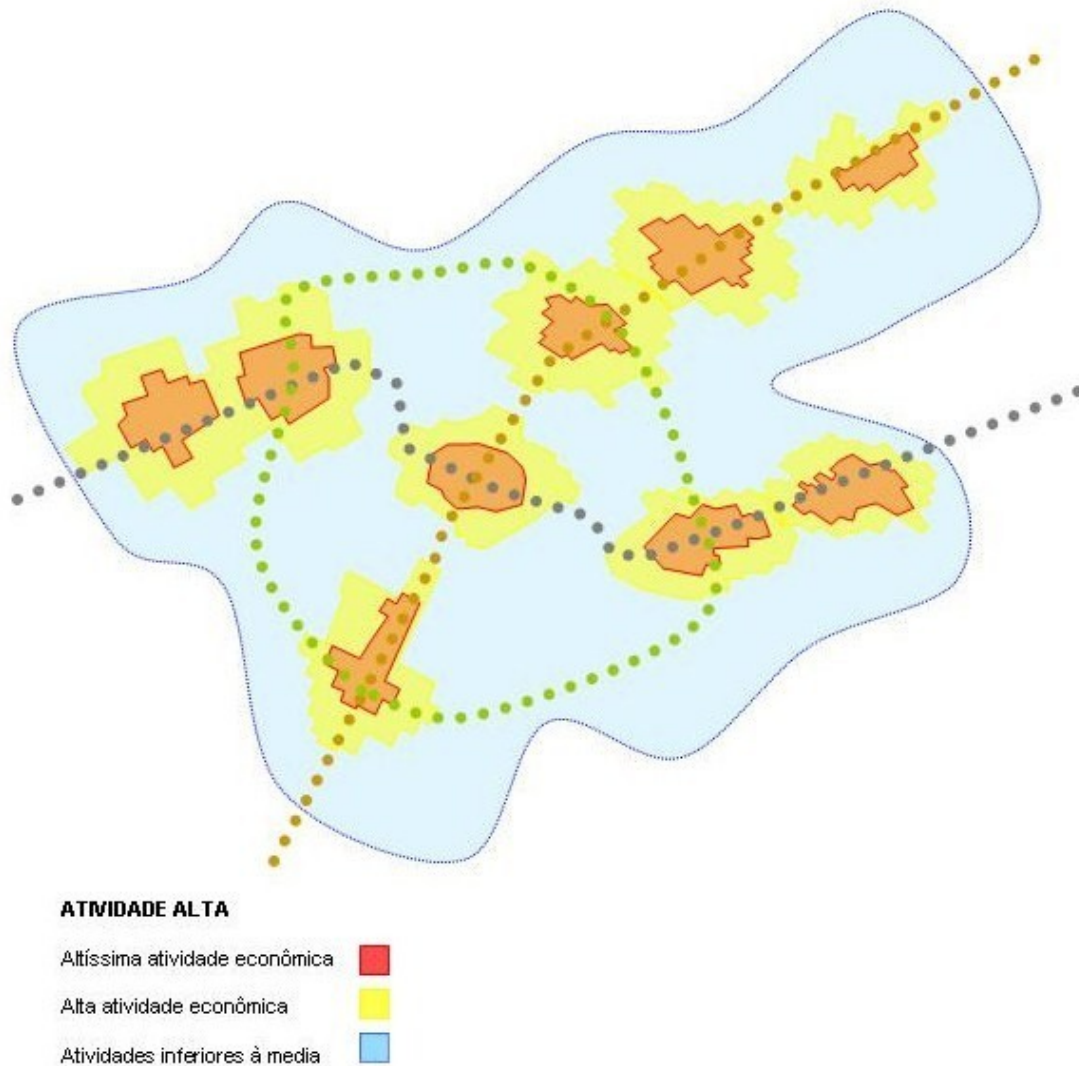 ATIVIDADE ALTA
Altíssima atividade econômica
Alta atividade econômica
Atividades inferiores à media